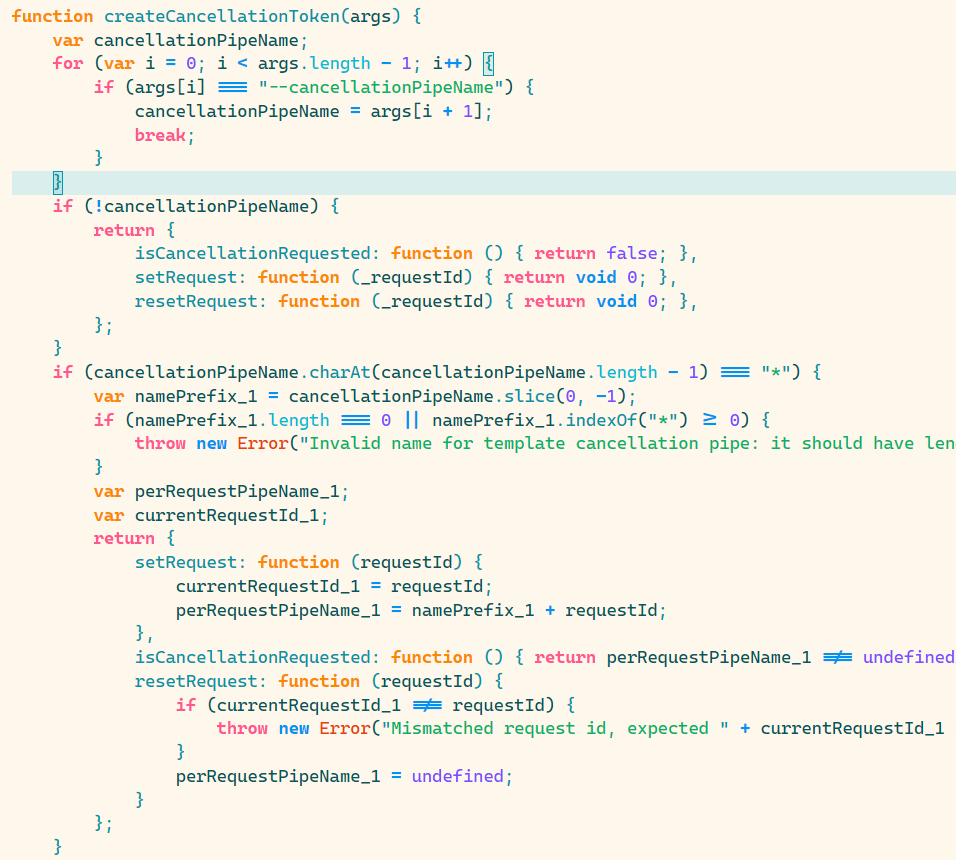 function createCancellationToken(args) {
    var cancellationPipeName;
    for (var i = 0; i < args.length - 1; i++) {
        if (args[i] === "--cancellationPipeName") {
            cancellationPipeName = args[i + 1];
            break;
        }
    }
    if (!cancellationPipeName) {
        return {
            isCancellationRequested: function () { return false; },
            setRequest: function (_requestId) { return void 0; },
            resetRequest: function (_requestId) { return void 0; },
        };
    }
    if (cancellationPipeName.charAt(cancellationPipeName.length - 1) === "*") {
        var namePrefix_1 = cancellationPipeName.slice(0, -1);
        if (namePrefix_1.length === 0 || namePrefix_1.indexOf("*") >= 0) {
            throw new Error("Invalid name for template cancellation pipe: it should have len
        }
        var perRequestPipeName_1;
        var currentRequestId_1;
        return {
            setRequest: function (requestId) {
                currentRequestId_1 = requestId;
                perRequestPipeName_1 = namePrefix_1 + requestId;
            },
            isCancellationRequested: function () { return perRequestPipeName_1 !== undefined
            resetRequest: function (requestId) {
                if (currentRequestId_1 !== requestId) {
                    throw new Error("Mismatched request id, expected " + currentRequestId_1
                }
                perRequestPipeName_1 = undefined;
            }
        };
    }